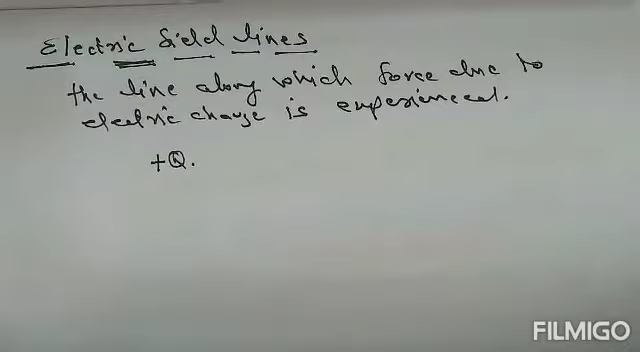 Electric field lines
the line along which force due to
electric charge is experienced.
+Q.
FILMIGO